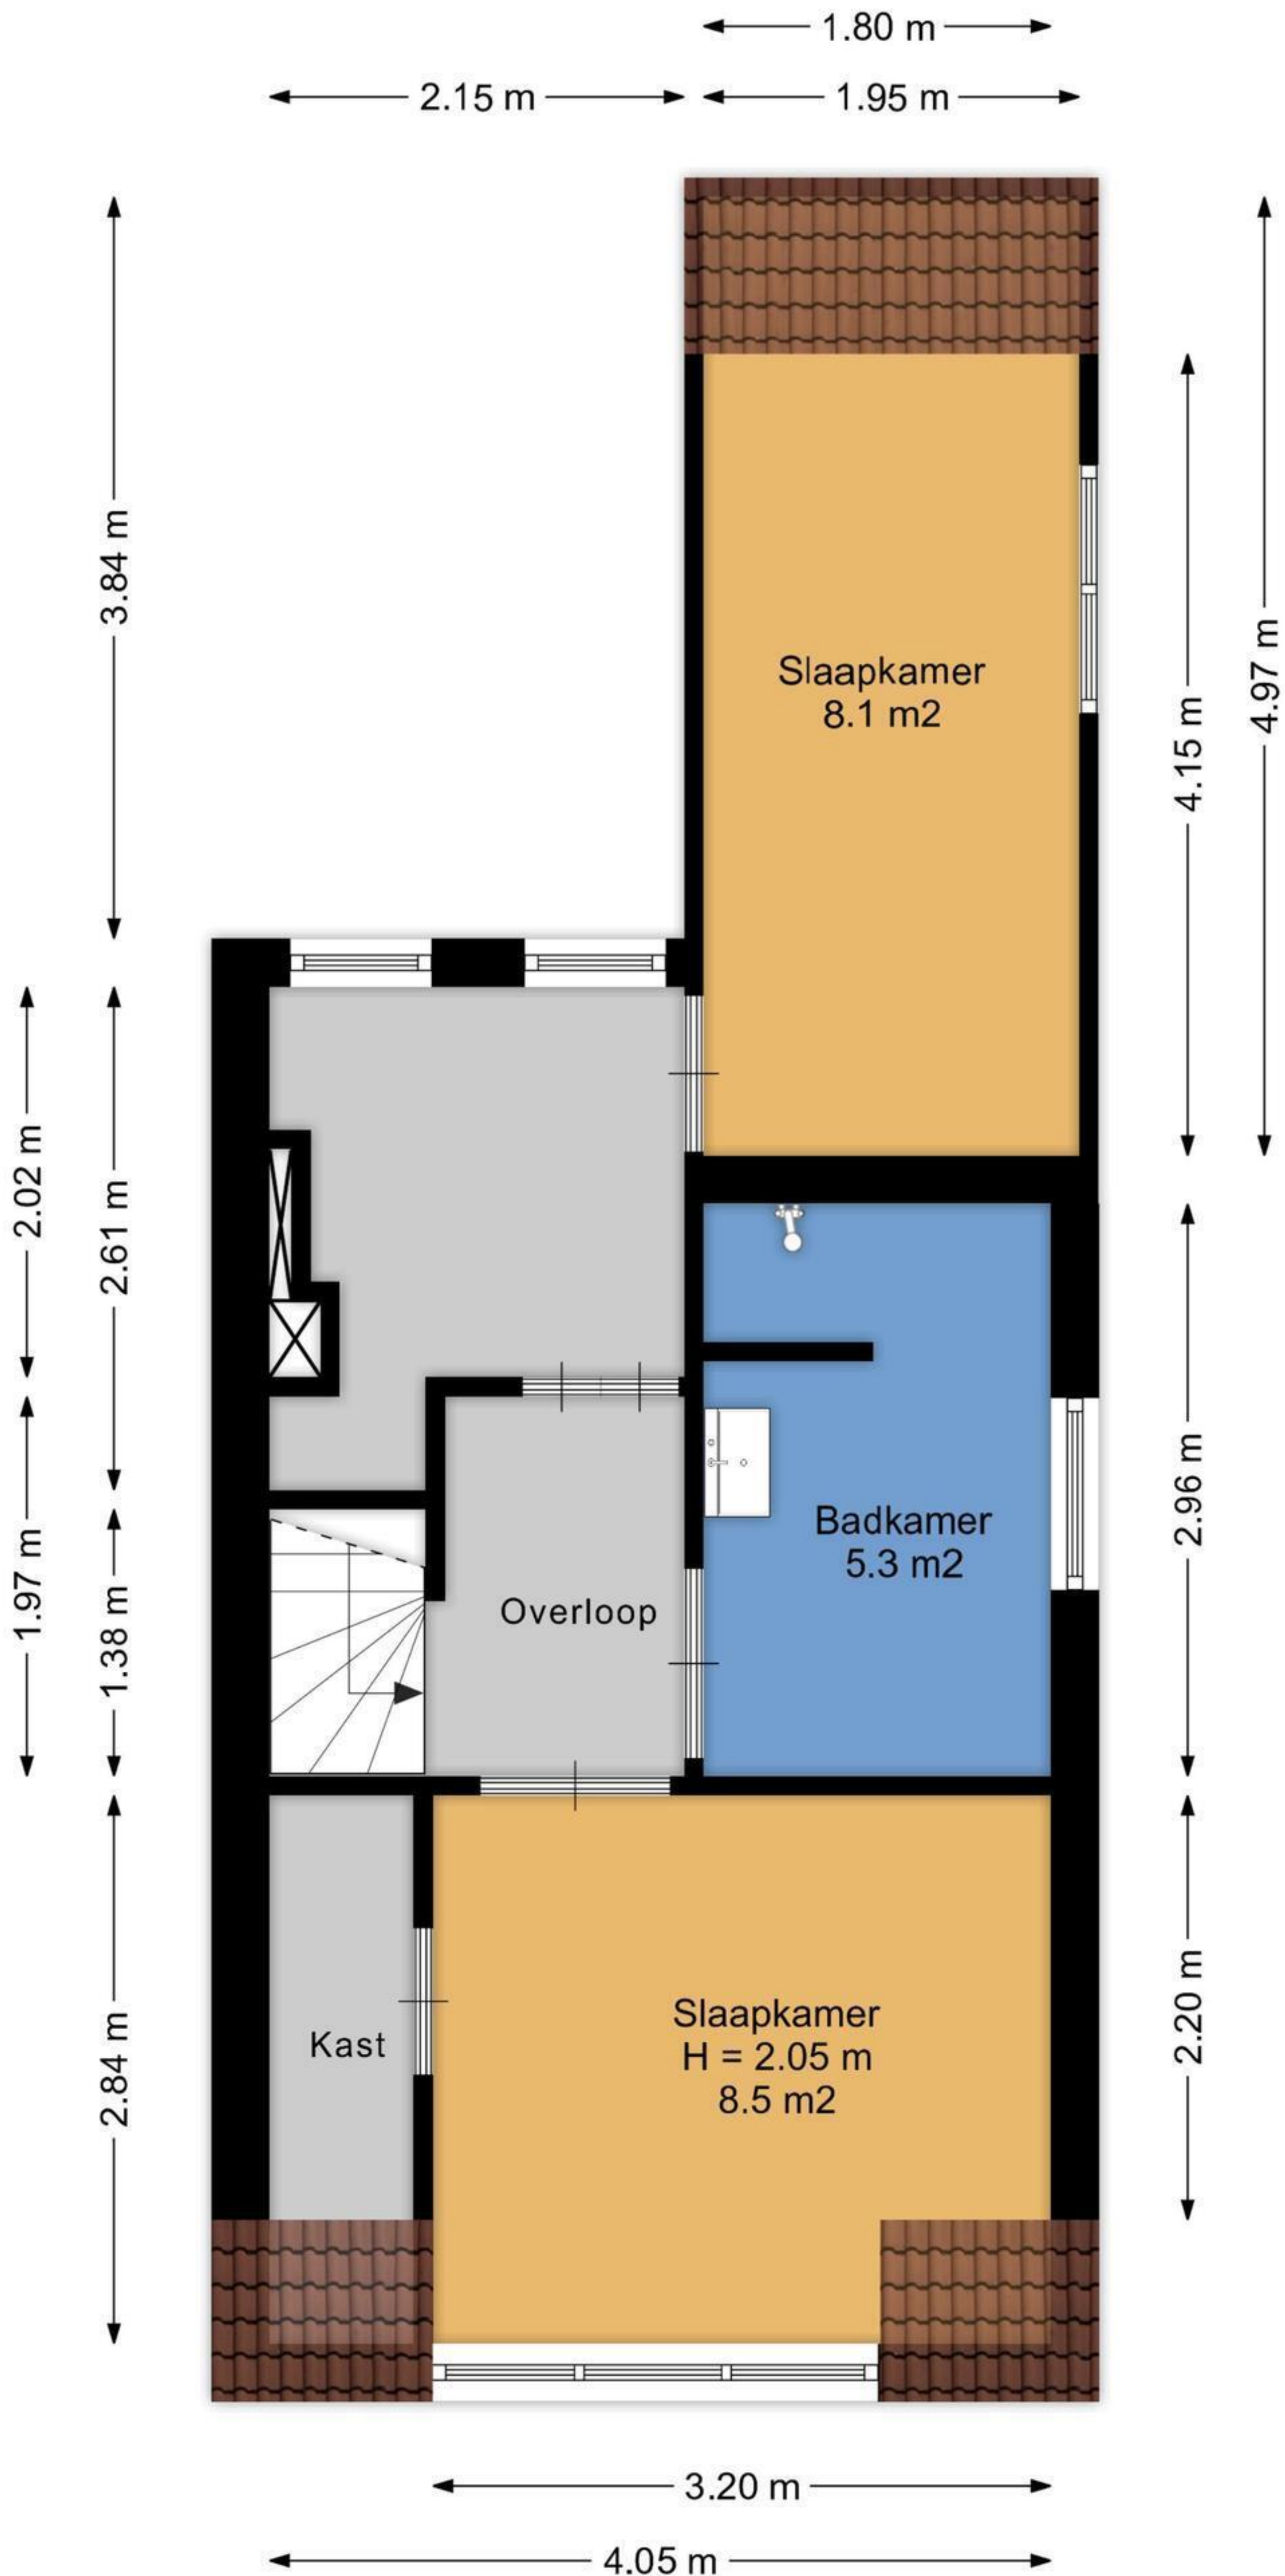 1.80 m
2.15 m
1.95 m
3.84 m
4.97 m
Slaapkamer
8.1 m2
4.15 m
2.02 m
2.61 m
2.96 m
Badkamer
5.3 m2
1.97 m
1.38 m
Overloop
2.84 m
2.20 m
Kast
Slaapkamer
H = 2.05 m
8.5 m2
3.20 m
4.05 m